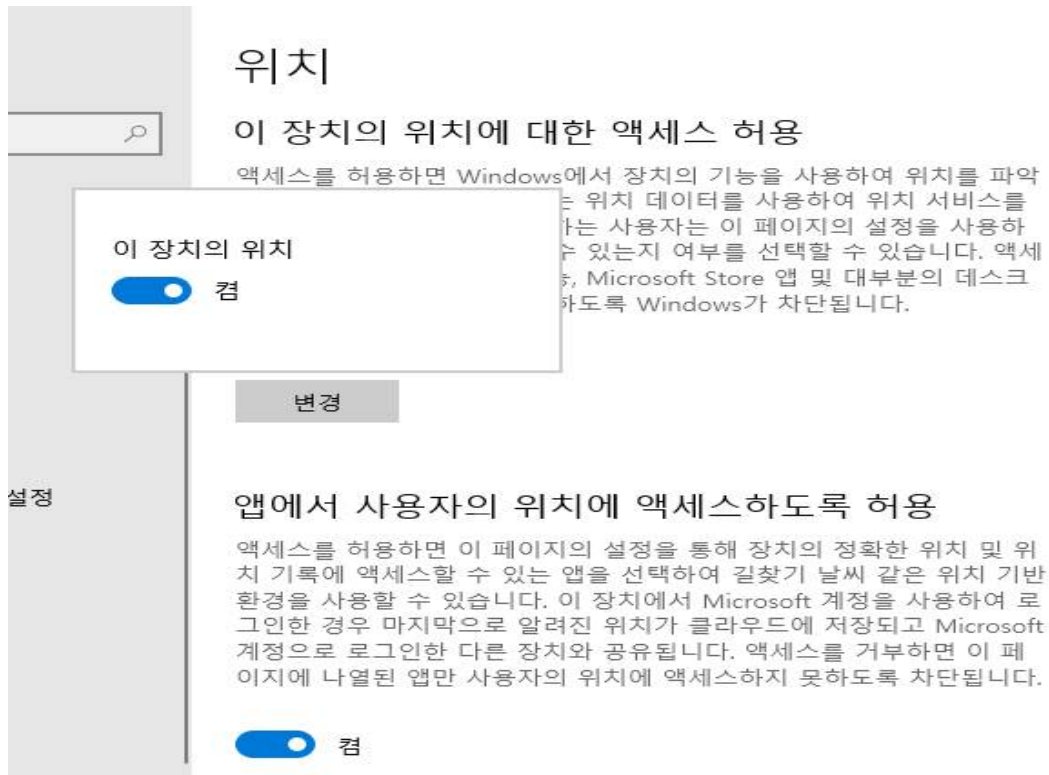 위치
이 장치의 위치에 대한 액세스 허용
액세스를 허용하면 Windows에서 장치의 기능을 사용하여 위치를 파악
는 위치 데이터를 사용하여 위치 서비스를
하는 사용자는 이 페이지의 설정을 사용하
수 있는지 여부를 선택할 수 있습니다. 액세
, Microsoft Store 앱 및 대부분의 데스크
하도록 Windows가 차단됩니다.
이 장치의 위치
켬
변경
설정
앱에서 사용자의 위치에 액세스하도록 허용
액세스를 허용하면 이 페이지의 설정을 통해 장치의 정확한 위치 및 위
치 기록에 액세스할 수 있는 앱을 선택하여 길찾기 날씨 같은 위치 기반
환경을 사용할 수 있습니다. 이 장치에서 Microsoft 계정을 사용하여 로
그인한 경우 마지막으로 알려진 위치가 클라우드에 저장되고 Microsoft
계정으로 로그인한 다른 장치와 공유됩니다. 액세스를 거부하면 이 페
이지에 나열된 앱만 사용자의 위치에 액세스하지 못하도록 차단됩니다.
켬